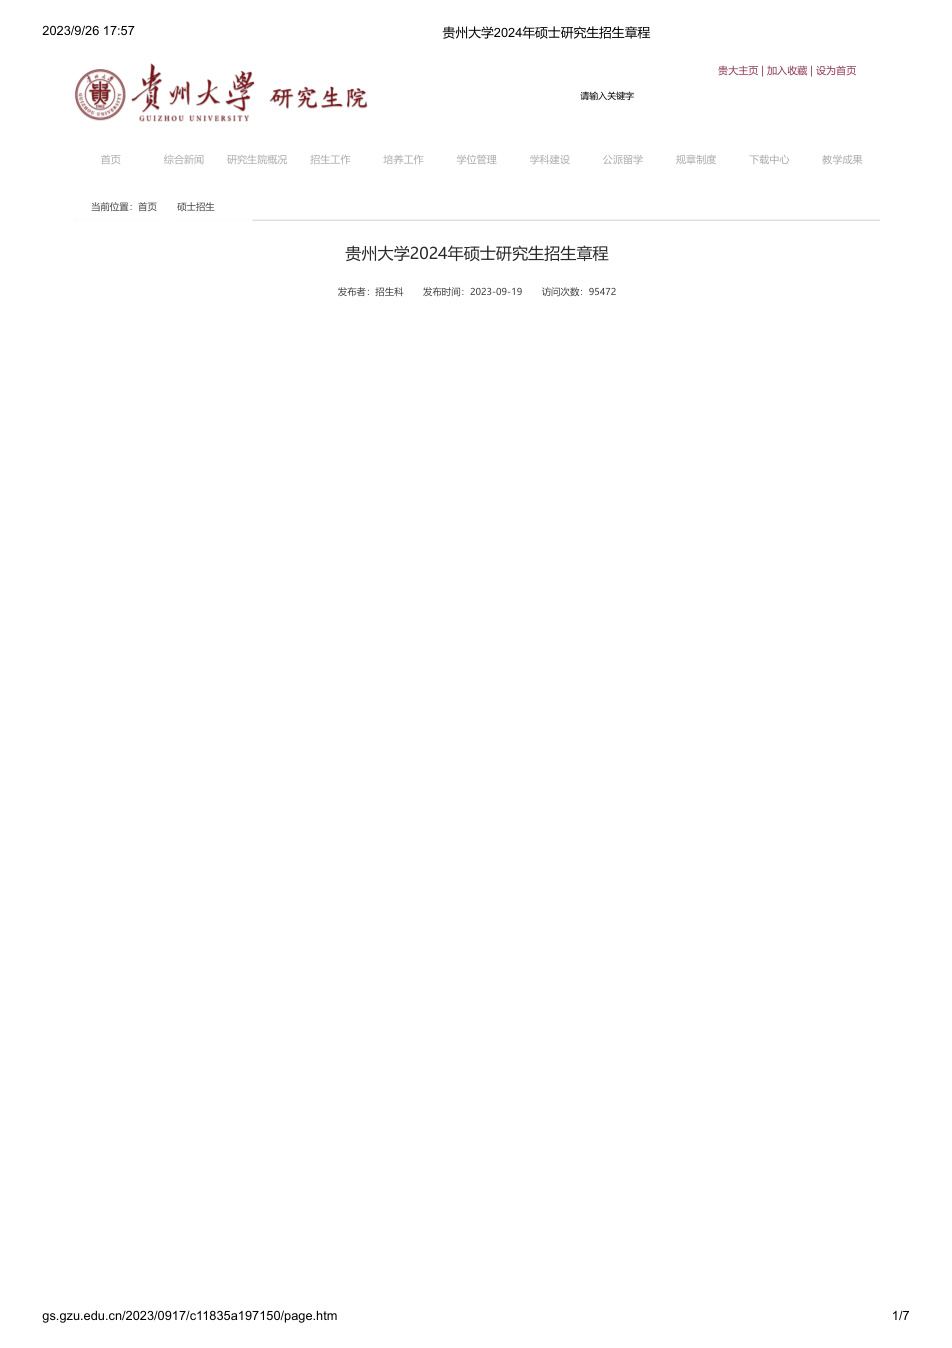 2023/9/26 17:57
贵州大学2024年硕士研究生招生章程
贵大主页 | 加入收藏 | 设为首页
貴州大學 研究生院
GUIZHOU UNIVERSITY
请输入关键字
首页 综合新闻 研究生院概况 招生工作 培养工作 学位管理 学科建设 公派留学 规章制度 下载中心 教学成果
当前位置：首页 硕士招生
贵州大学2024年硕士研究生招生章程
发布者：招生科 发布时间：2023-09-19 访问次数：95472
gs.gzu.edu.cn/2023/0917/c11835a197150/page.htm
1/7